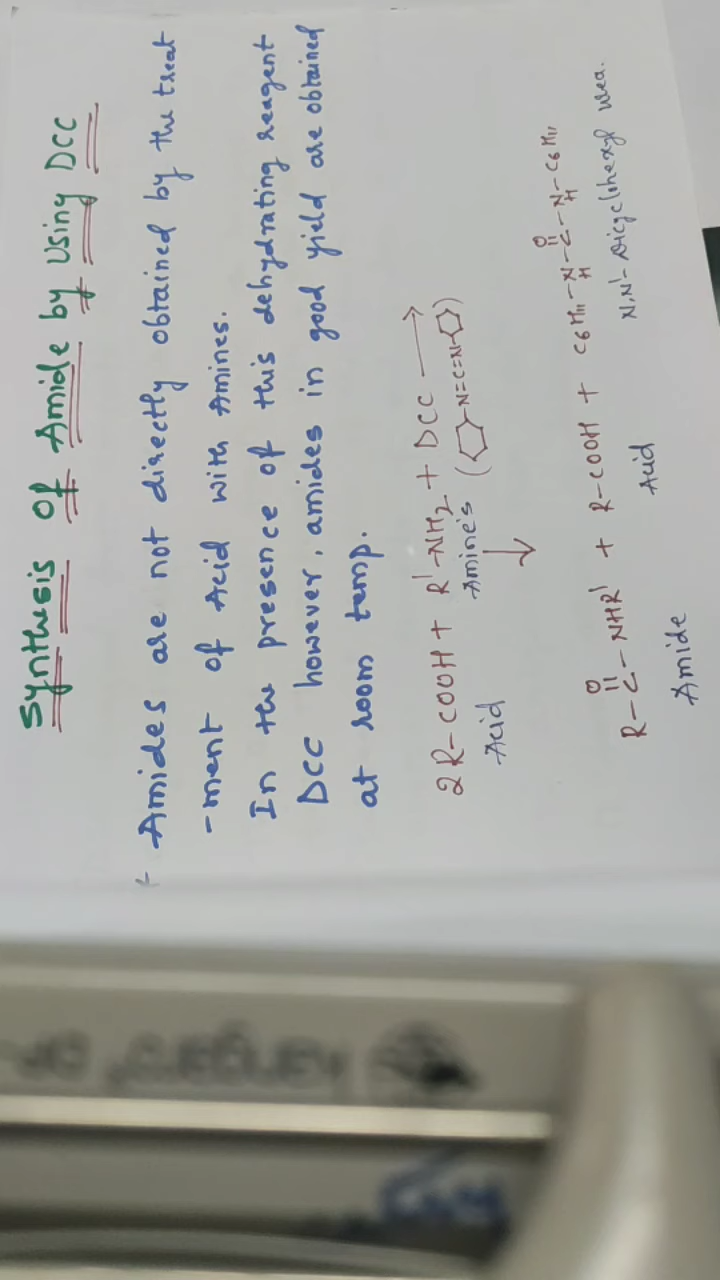 Synthesis of Amide by Using DCC
Amides are not directly obtained by the treat
-ment of Acid with Amines.
In the presence of this dehydrating reagent
DCC however, amides in good yield are obtained
at room temp.
2R-COOH + R'-NH2 + DCC →
Acid Amine's (⬡-N=C=N-⬡)
↓
R-C(=O)-NHR' + R-COOH + C6H11-NH-C(=O)-NH-C6H11
Amide Acid N,N'-Dicyclohexyl urea.